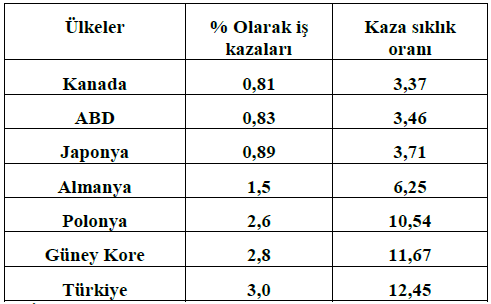 Ülkeler % Olarak iş kazaları Kaza sıklık oranı
Kanada 0,81 3,37
ABD 0,83 3,46
Japonya 0,89 3,71
Almanya 1,5 6,25
Polonya 2,6 10,54
Güney Kore 2,8 11,67
Türkiye 3,0 12,45